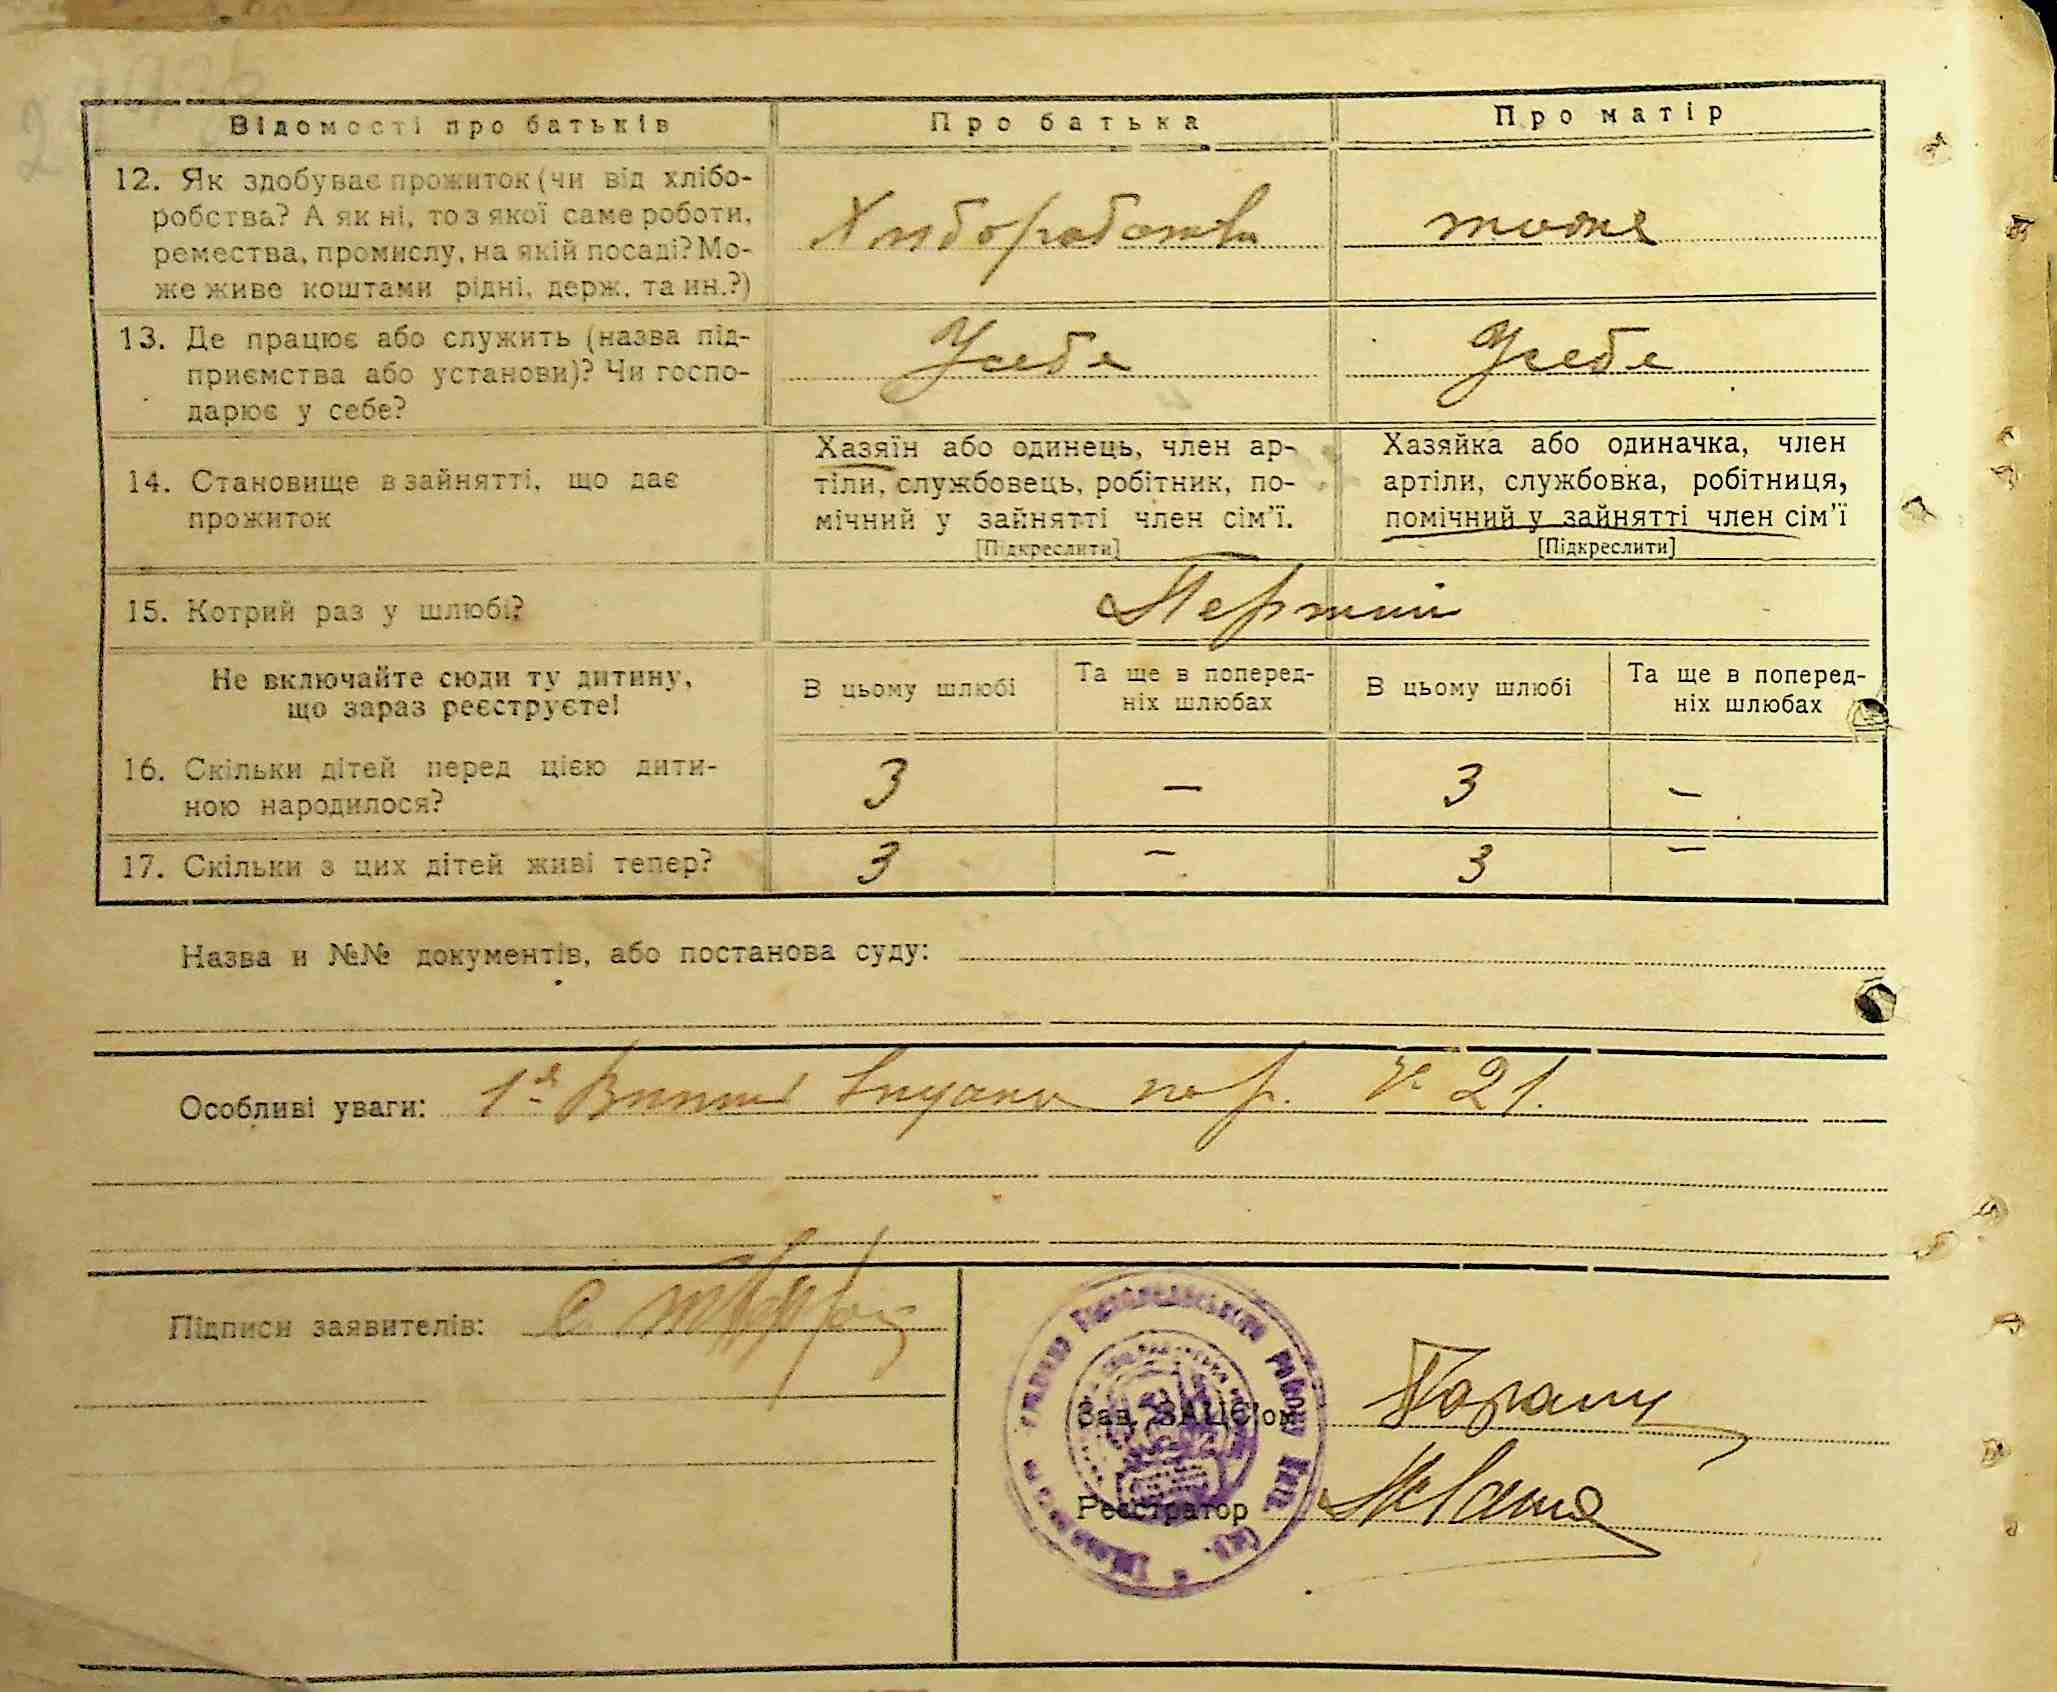 Відомості про батьків
Про батька
Про матір
12. Як здобуває прожиток (чи від хлібо-
робства? А як ні, то з якої саме роботи,
ремества, промислу, на якій посаді? Мо-
же живе коштами рідні, держ. та ин.?)
Хлiборабства
тоже
13. Де працює або служить (назва під-
приємства або установи)? Чи госпо-
дарює у себе?
У себе
У себе
14. Становище в зайнятті, що дає
прожиток
Хазяїн або одинець, член ар-
тіли, службовець, робітник, по-
мічний у зайнятті член сім'ї.
[Підкреслити]
Хазяйка або одиначка, член
артіли, службовка, робітниця,
помічний у зайнятті член сім'ї
[Підкреслити]
15. Котрий раз у шлюбі?
Перший
Не включайте сюди ту дитину,
що зараз реєструєте!
В цьому шлюбі
Та ще в поперед-
ніх шлюбах
В цьому шлюбі
Та ще в поперед-
ніх шлюбах
16. Скільки дітей перед цією дити-
ною народилося?
3 – 3 –
17. Скільки з цих дітей живі тепер?
3 – 3 –
Назва и №№ документів, або постанова суду:
Особливі уваги: № 21.
Підписи заявителів:
Зав. ЗАЦС'ом
Реєстратор